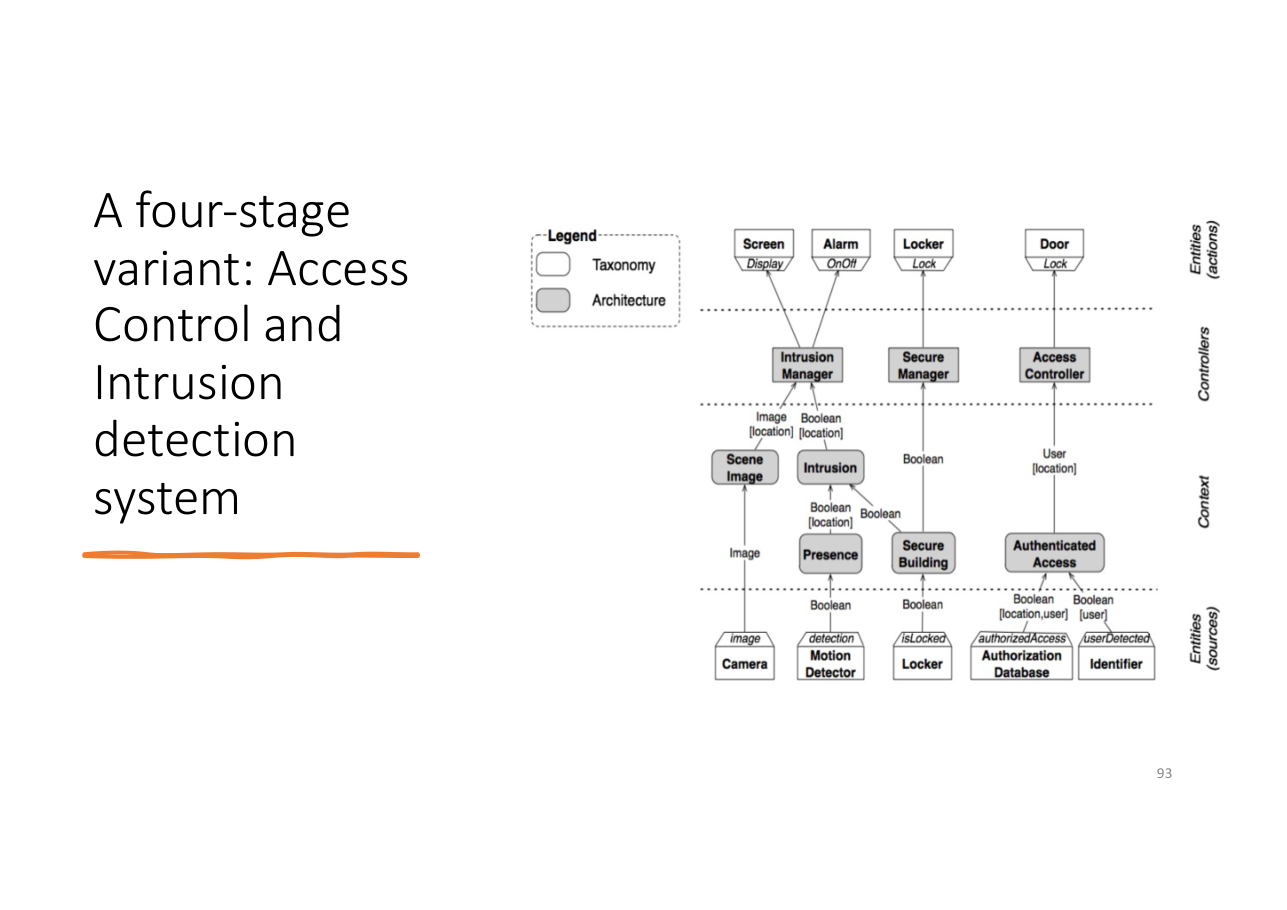 A four-stage
variant: Access
Control and
Intrusion
detection
system
Legend
Taxonomy
Architecture
Screen
Display
Alarm
OnOff
Locker
Lock
Door
Lock
Entities
(actions)
Intrusion
Manager
Secure
Manager
Access
Controller
Controllers
Image
[location]
Boolean
[location]
Scene
Image
Intrusion
Boolean
User
[location]
Boolean
[location]
Boolean
Context
Image
Presence
Secure
Building
Authenticated
Access
Boolean
Boolean
Boolean
[location,user]
Boolean
[user]
image
Camera
detection
Motion
Detector
isLocked
Locker
authorizedAccess
Authorization
Database
userDetected
Identifier
Entities
(sources)
93